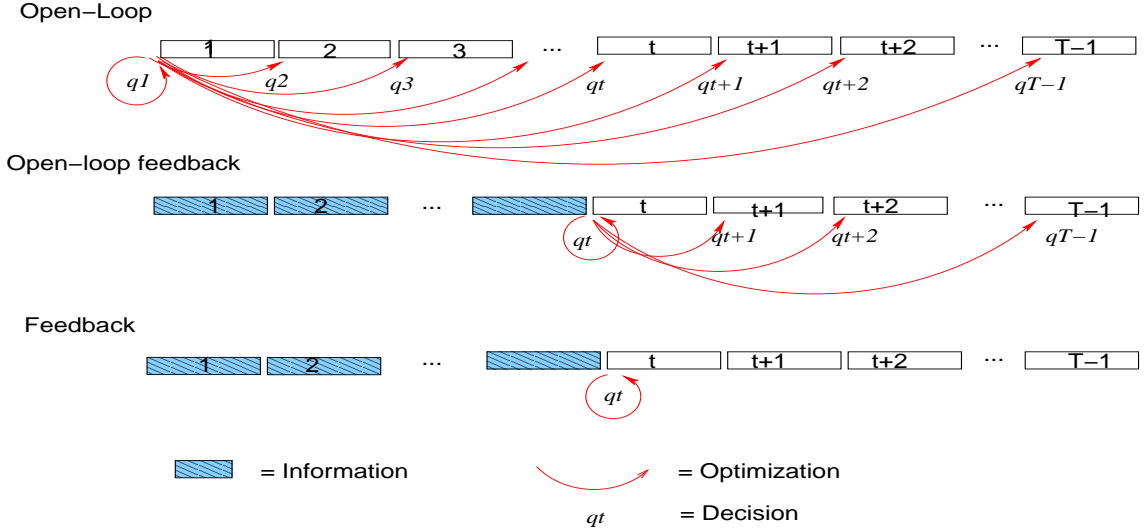 Open-Loop
1 2 3 ... t t+1 t+2 ... T-1
q1 q2 q3 qt qt+1 qt+2 qT-1
Open-loop feedback
1 2 ... t t+1 t+2 ... T-1
qt qt+1 qt+2 qT-1
Feedback
1 2 ... t t+1 t+2 ... T-1
qt
= Information = Optimization
qt = Decision